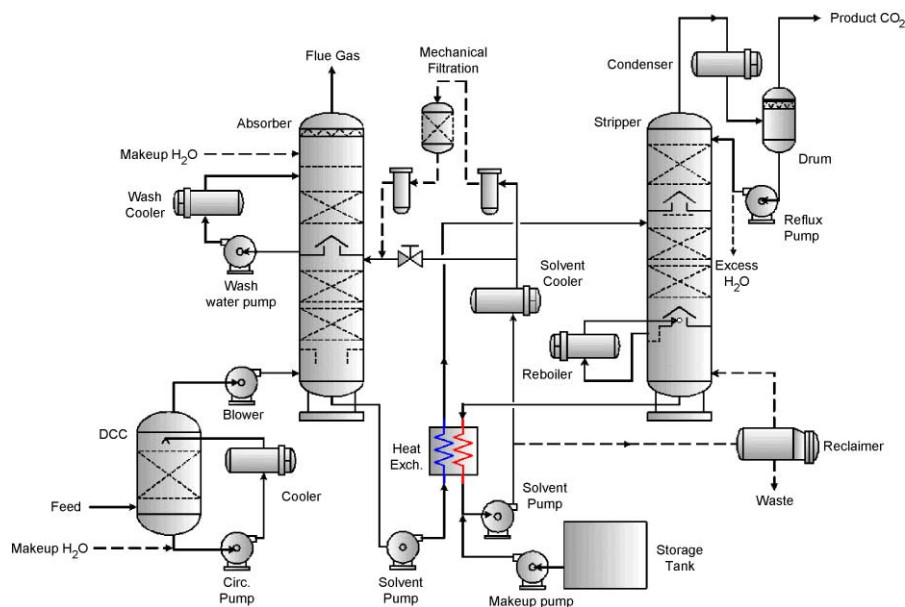 Product CO2
Flue Gas
Mechanical
Filtration
Condenser
Absorber
Stripper
Makeup H2O
Drum
Wash
Cooler
Reflux
Pump
Wash
water pump
Solvent
Cooler
Excess
H2O
Reboiler
Blower
DCC
Heat
Exch.
Reclaimer
Cooler
Feed
Solvent
Pump
Waste
Makeup H2O
Circ.
Pump
Solvent
Pump
Storage
Tank
Makeup pump